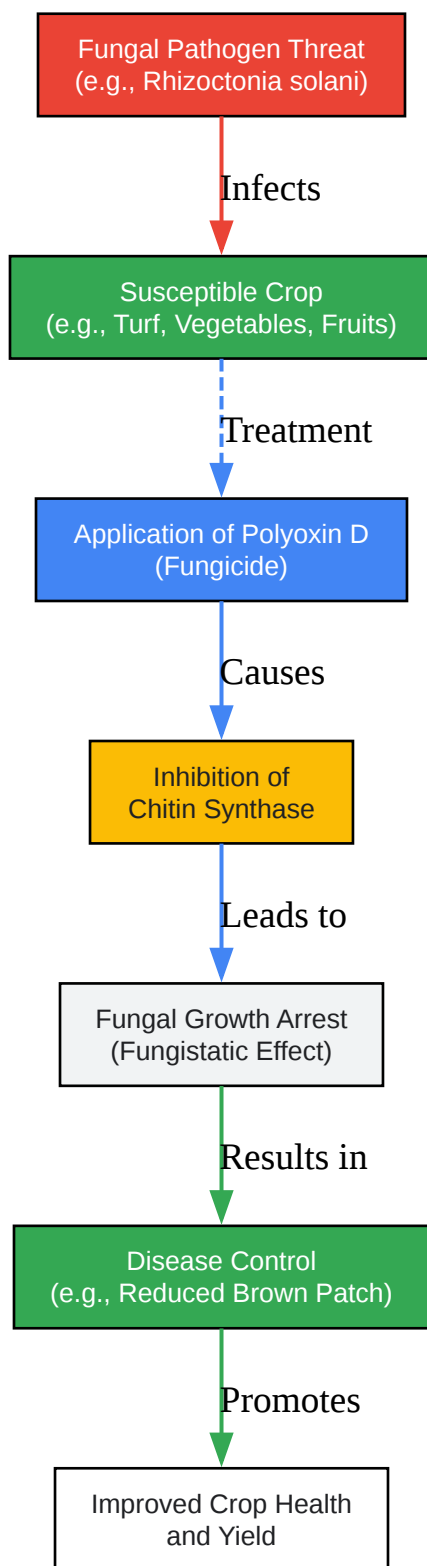 Fungal Pathogen Threat
(e.g., Rhizoctonia solani)
Infects
Susceptible Crop
(e.g., Turf, Vegetables, Fruits)
Treatment
Application of Polyoxin D
(Fungicide)
Causes
Inhibition of
Chitin Synthase
Leads to
Fungal Growth Arrest
(Fungistatic Effect)
Results in
Disease Control
(e.g., Reduced Brown Patch)
Promotes
Improved Crop Health
and Yield